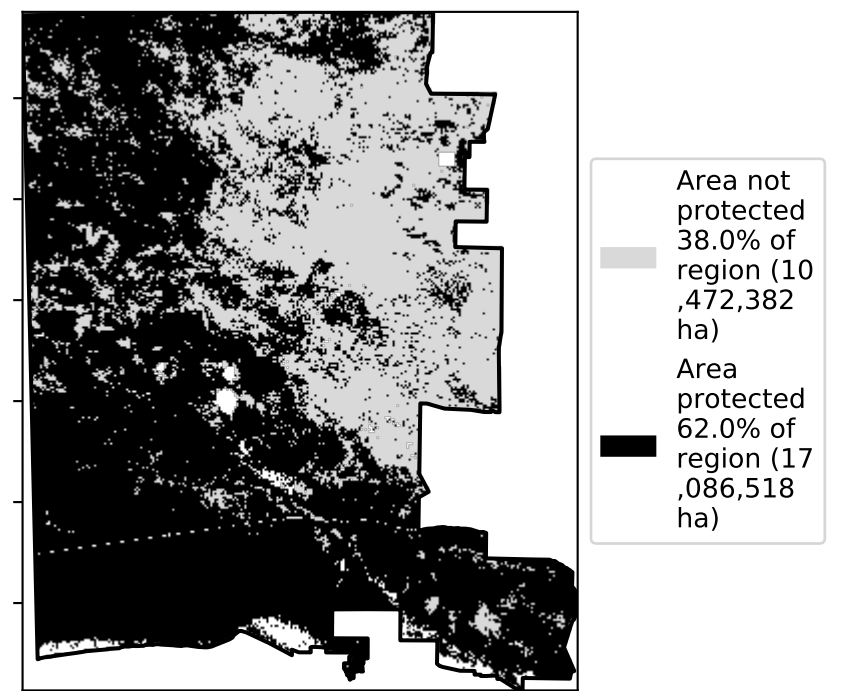 Area not
protected
38.0% of
region (10
,472,382
ha)
Area
protected
62.0% of
region (17
,086,518
ha)